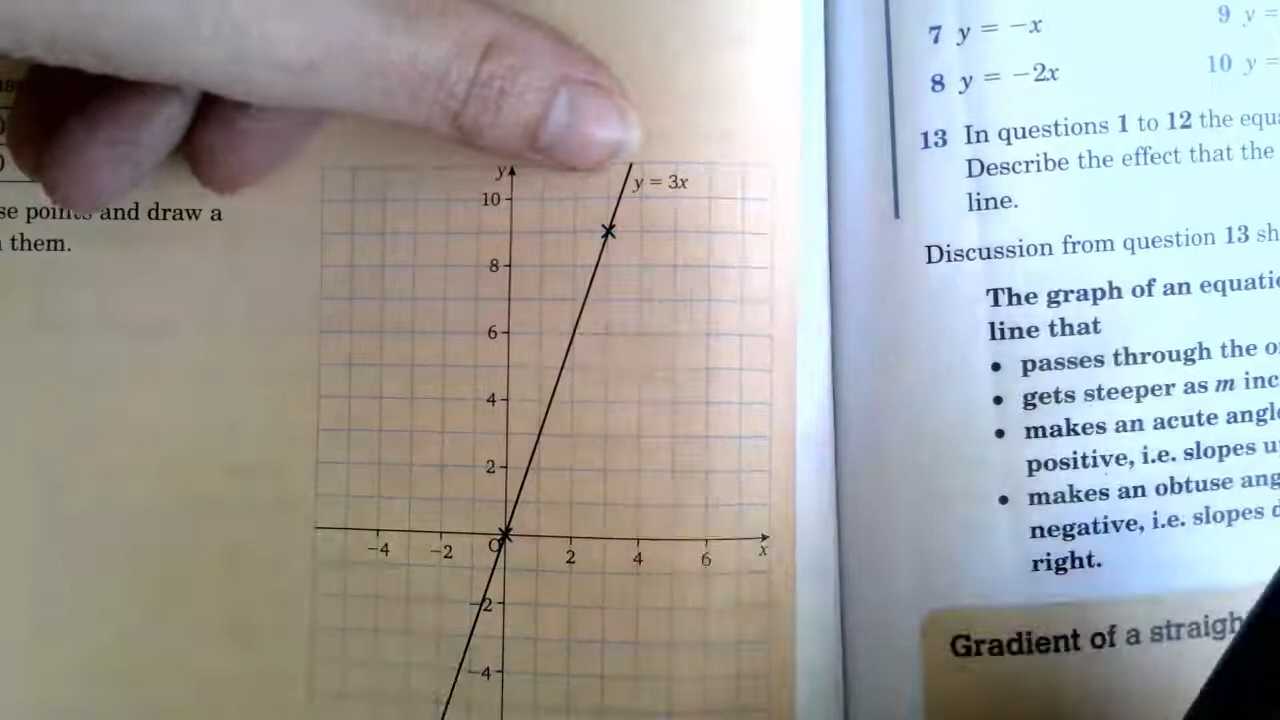 se points and draw a
them.
y
y = 3x
10
8
6
4
2
-4
-2
O
2
4
6
x
-2
-4
7 y = −x
9 y =
8 y = −2x
10 y =
13 In questions 1 to 12 the equa
Describe the effect that the
line.
Discussion from question 13 sh
The graph of an equatio
line that
• passes through the o
• gets steeper as m inc
• makes an acute angl
positive, i.e. slopes u
• makes an obtuse ang
negative, i.e. slopes d
right.
Gradient of a straigh